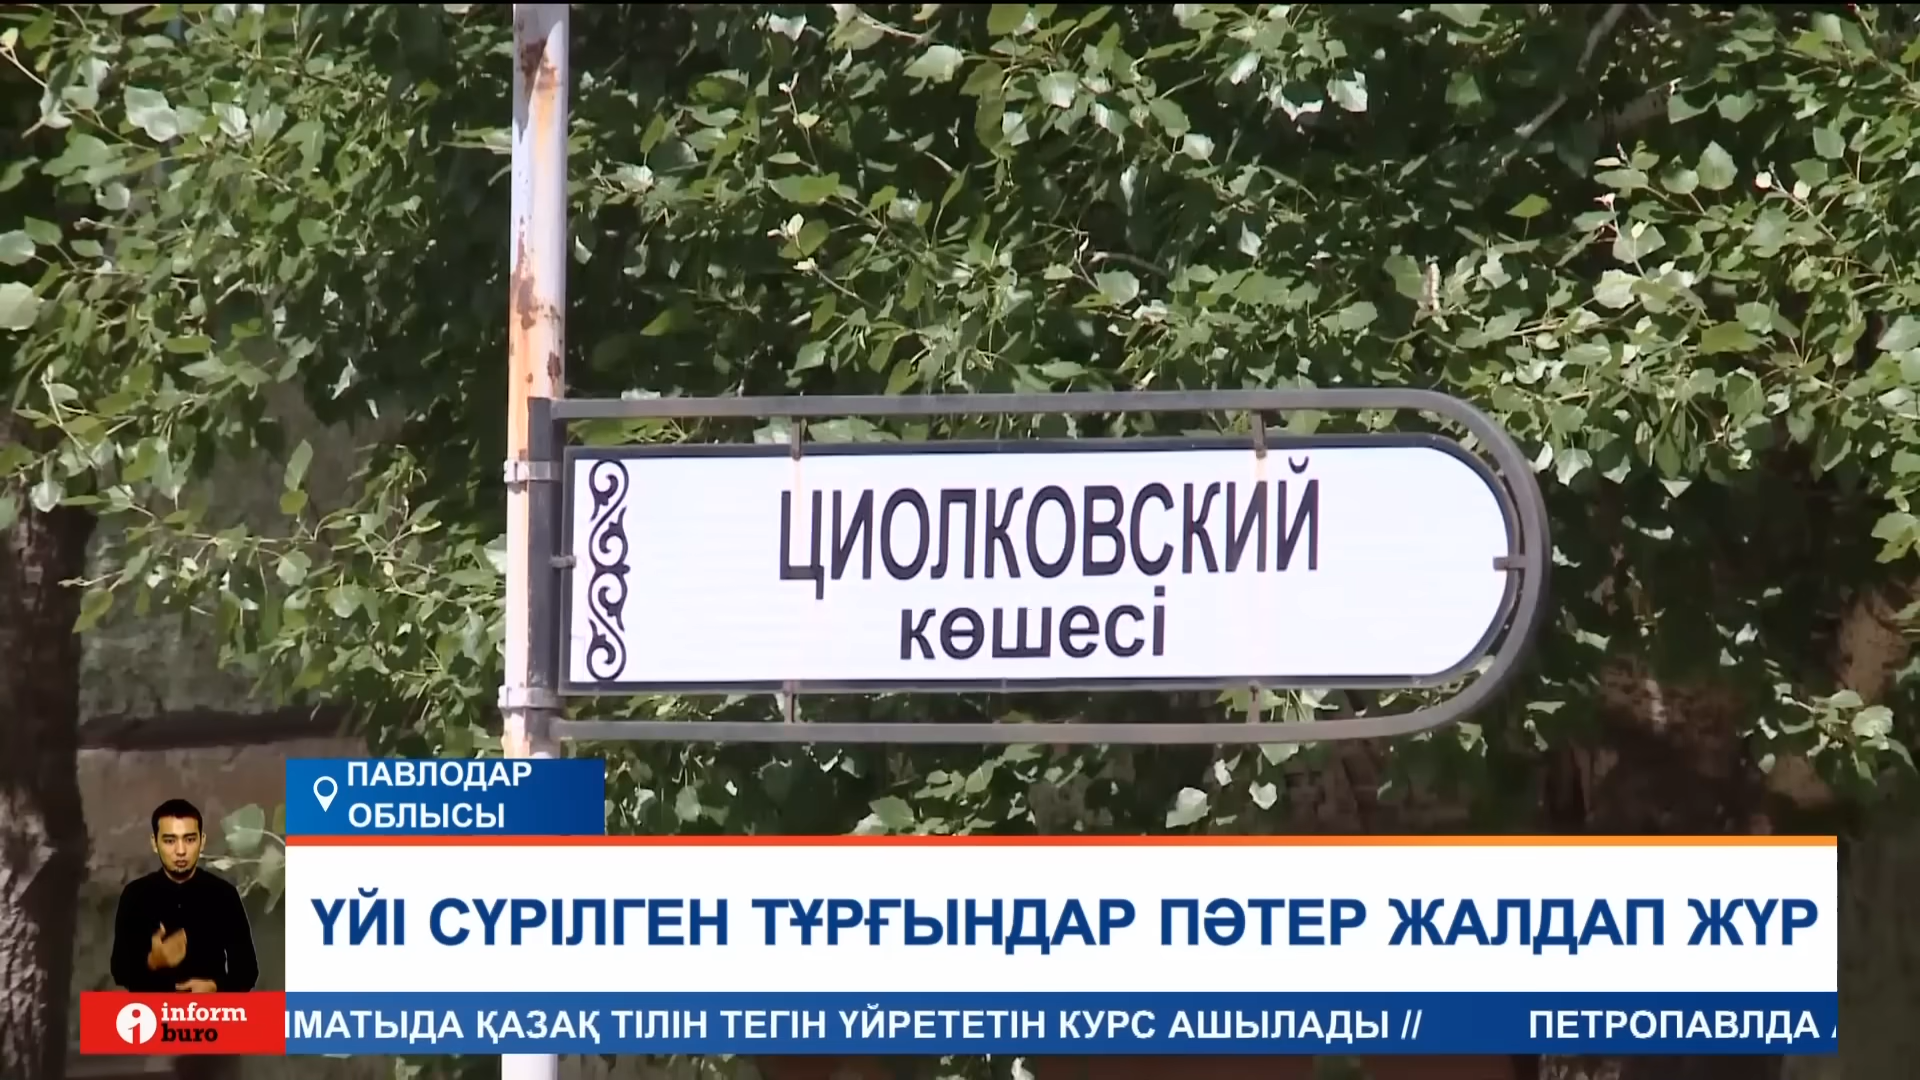 ЦИОЛКОВСКИЙ
көшесі
ПАВЛОДАР
ОБЛЫСЫ
ҮЙІ СҮРІЛГЕН ТҰРҒЫНДАР ПӘТЕР ЖАЛДАП ЖҮР
inform
buro
ҚАЗАҚ ТІЛІН ТЕГІН ҮЙРЕТЕТІН КУРС АШЫЛАДЫ // ПЕТРОПАВЛДА